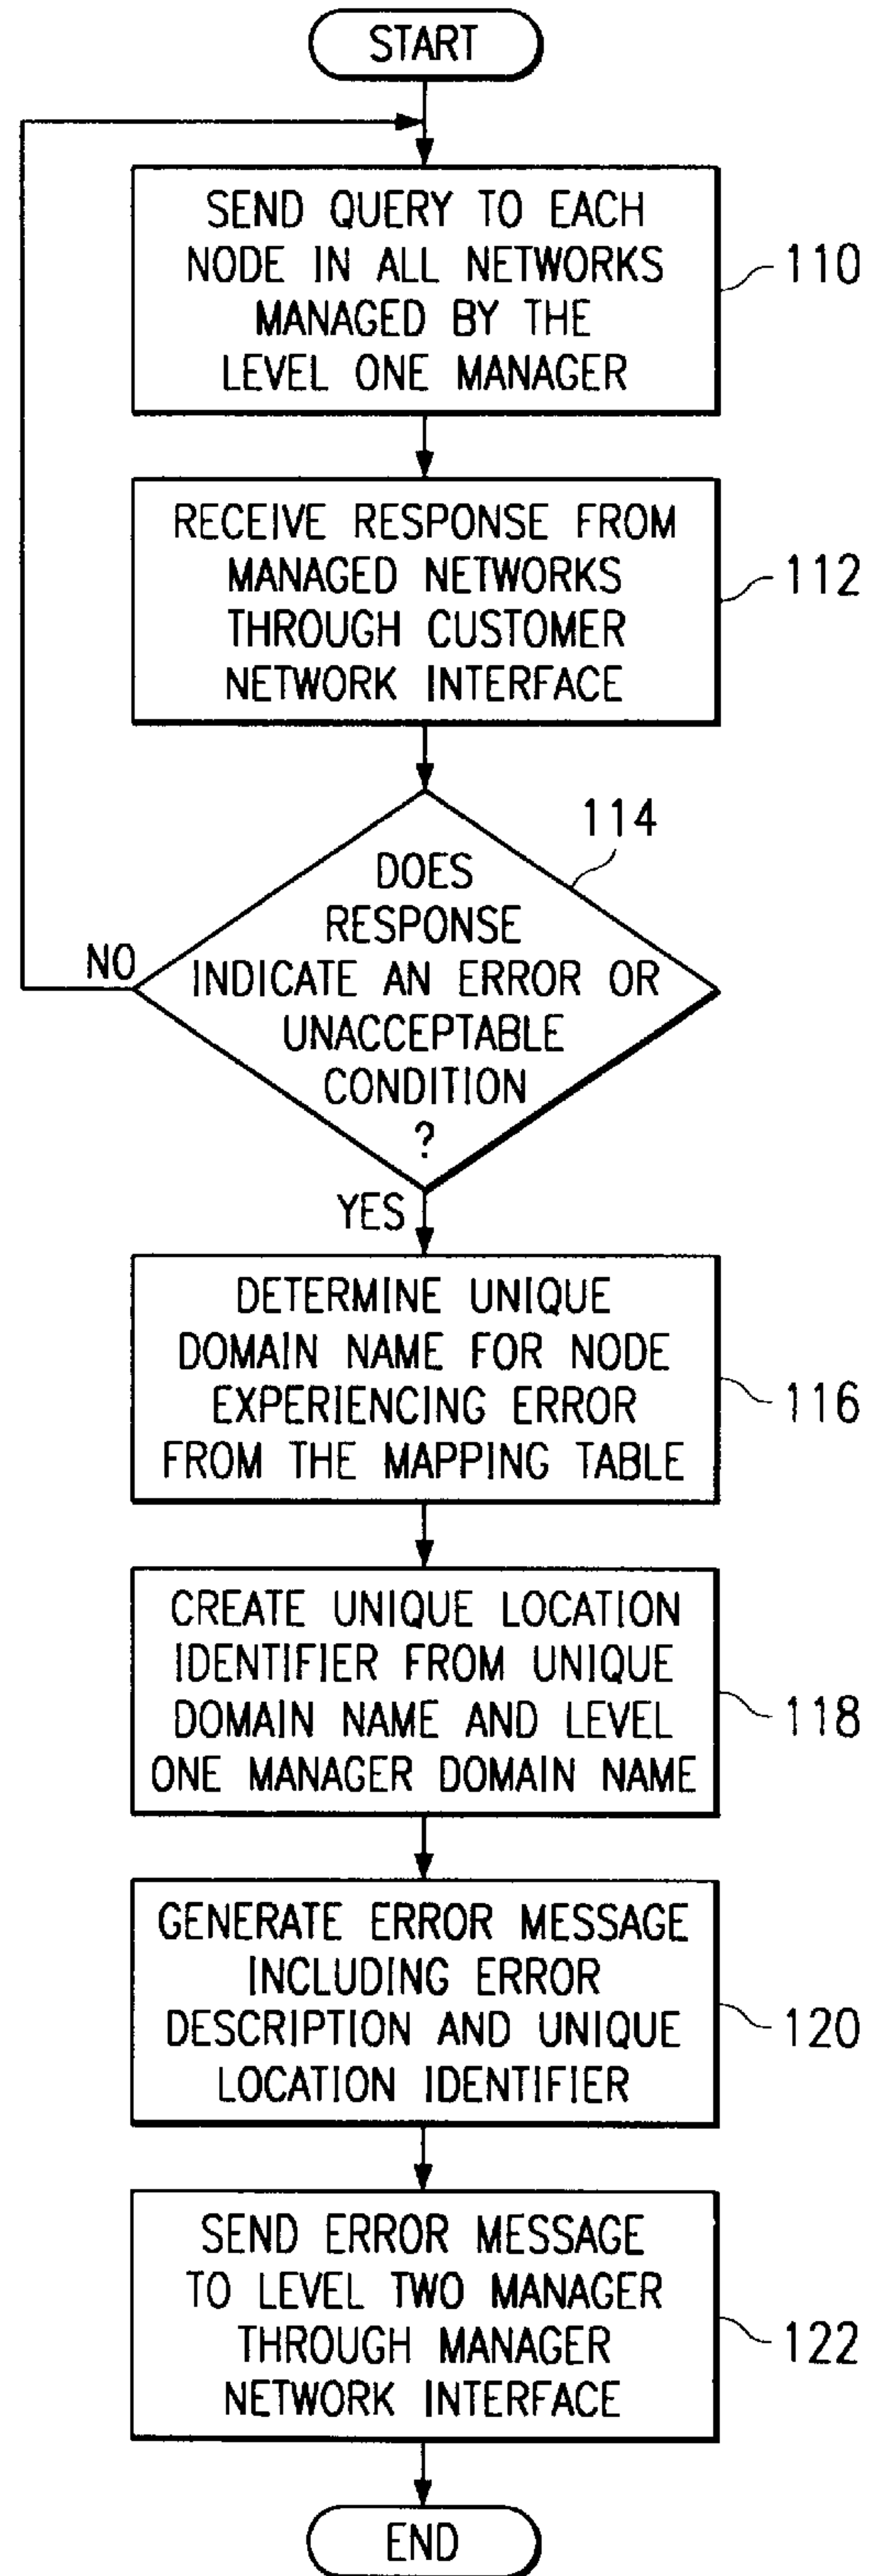 START
SEND QUERY TO EACH
NODE IN ALL NETWORKS
MANAGED BY THE
LEVEL ONE MANAGER
110
RECEIVE RESPONSE FROM
MANAGED NETWORKS
THROUGH CUSTOMER
NETWORK INTERFACE
112
114
DOES
RESPONSE
INDICATE AN ERROR OR
UNACCEPTABLE
CONDITION
?
NO
YES
DETERMINE UNIQUE
DOMAIN NAME FOR NODE
EXPERIENCING ERROR
FROM THE MAPPING TABLE
116
CREATE UNIQUE LOCATION
IDENTIFIER FROM UNIQUE
DOMAIN NAME AND LEVEL
ONE MANAGER DOMAIN NAME
118
GENERATE ERROR MESSAGE
INCLUDING ERROR
DESCRIPTION AND UNIQUE
LOCATION IDENTIFIER
120
SEND ERROR MESSAGE
TO LEVEL TWO MANAGER
THROUGH MANAGER
NETWORK INTERFACE
122
END